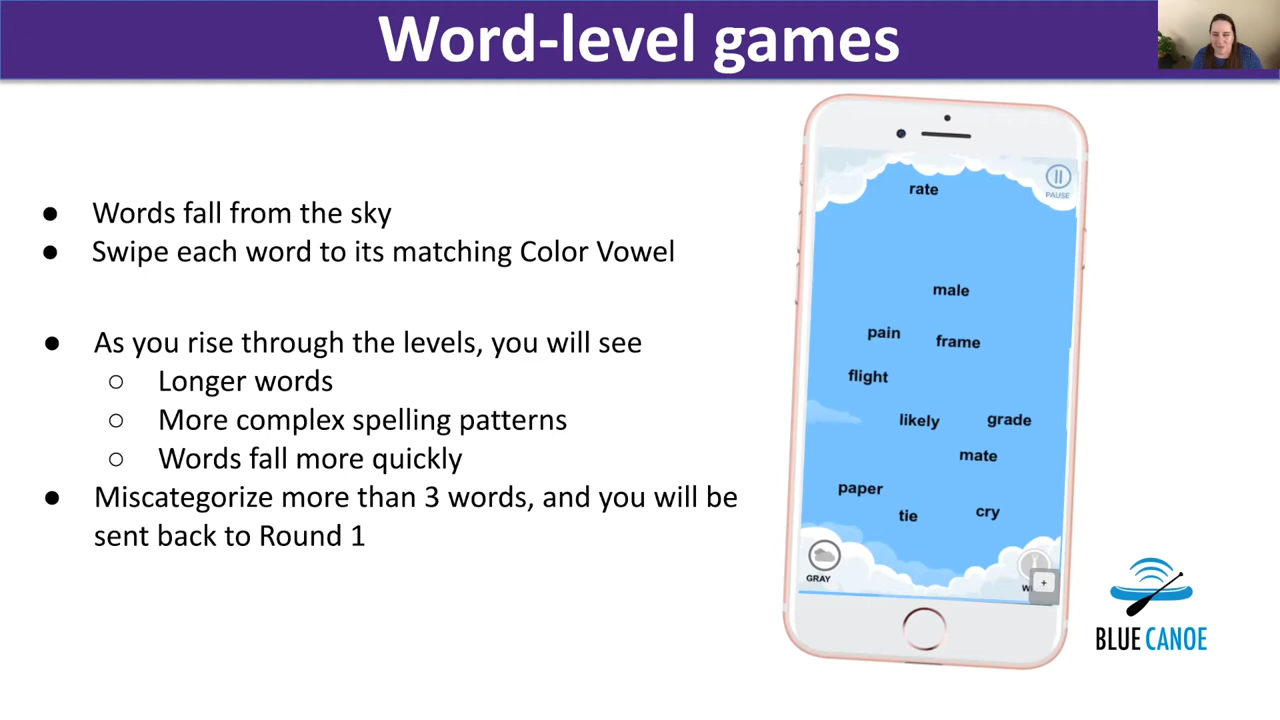 Word-level games
● Words fall from the sky
● Swipe each word to its matching Color Vowel
● As you rise through the levels, you will see
○ Longer words
○ More complex spelling patterns
○ Words fall more quickly
● Miscategorize more than 3 words, and you will be
sent back to Round 1
PAUSE
rate
male
pain
frame
flight
likely
grade
mate
paper
tie
cry
GRAY
+
BLUE CANOE